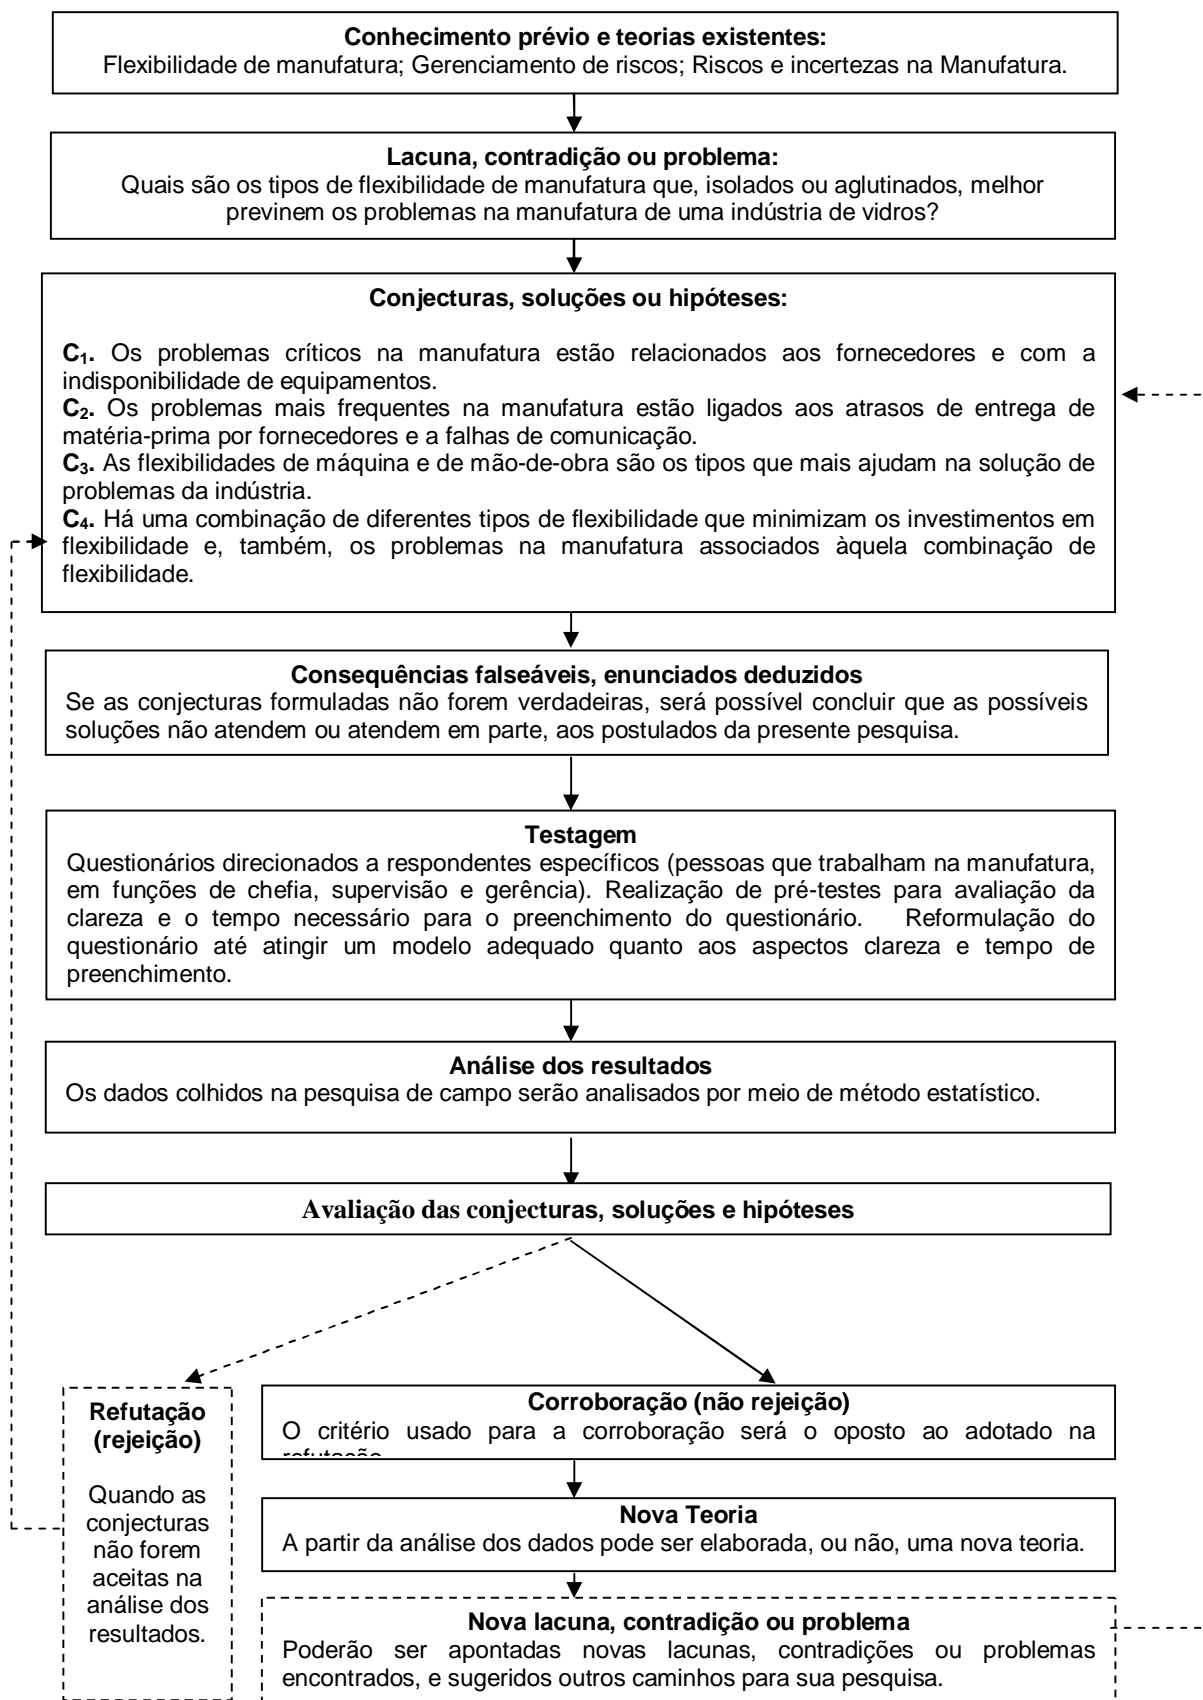 Conhecimento prévio e teorias existentes:
Flexibilidade de manufatura; Gerenciamento de riscos; Riscos e incertezas na Manufatura.
Lacuna, contradição ou problema:
Quais são os tipos de flexibilidade de manufatura que, isolados ou aglutinados, melhor
previnem os problemas na manufatura de uma indústria de vidros?
Conjecturas, soluções ou hipóteses:
C₁. Os problemas críticos na manufatura estão relacionados aos fornecedores e com a
indisponibilidade de equipamentos.
C₂. Os problemas mais frequentes na manufatura estão ligados aos atrasos de entrega de
matéria-prima por fornecedores e a falhas de comunicação.
C₃. As flexibilidades de máquina e de mão-de-obra são os tipos que mais ajudam na solução de
problemas da indústria.
C₄. Há uma combinação de diferentes tipos de flexibilidade que minimizam os investimentos em
flexibilidade e, também, os problemas na manufatura associados àquela combinação de
flexibilidade.
Consequências falseáveis, enunciados deduzidos
Se as conjecturas formuladas não forem verdadeiras, será possível concluir que as possíveis
soluções não atendem ou atendem em parte, aos postulados da presente pesquisa.
Testagem
Questionários direcionados a respondentes específicos (pessoas que trabalham na manufatura,
em funções de chefia, supervisão e gerência). Realização de pré-testes para avaliação da
clareza e o tempo necessário para o preenchimento do questionário. Reformulação do
questionário até atingir um modelo adequado quanto aos aspectos clareza e tempo de
preenchimento.
Análise dos resultados
Os dados colhidos na pesquisa de campo serão analisados por meio de método estatístico.
Avaliação das conjecturas, soluções e hipóteses
Refutação
(rejeição)
Quando as
conjecturas
não forem
aceitas na
análise dos
resultados.
Corroboração (não rejeição)
O critério usado para a corroboração será o oposto ao adotado na
refutação
Nova Teoria
A partir da análise dos dados pode ser elaborada, ou não, uma nova teoria.
Nova lacuna, contradição ou problema
Poderão ser apontadas novas lacunas, contradições ou problemas
encontrados, e sugeridos outros caminhos para sua pesquisa.